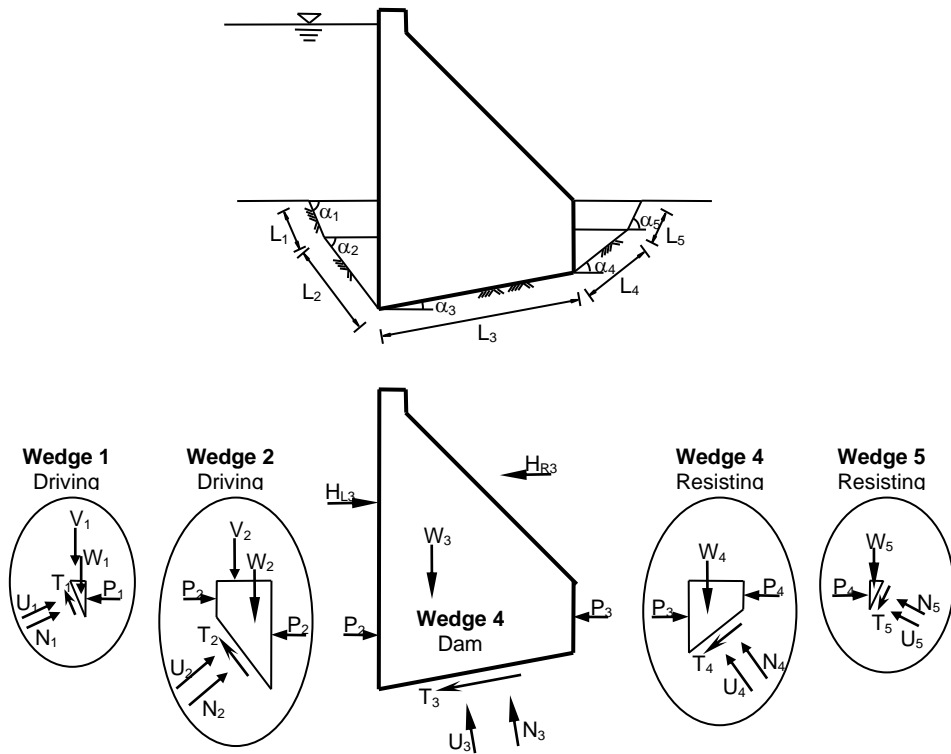 α1
α2
L1
L2
α3
L3
α4
L4
α5
L5
Wedge 1
Driving
V1
W1
T1
P1
U1
N1
Wedge 2
Driving
V2
W2
P2
P2
T2
U2
N2
HL3
HR3
W3
P2
P3
Wedge 4
Dam
T3
U3
N3
Wedge 4
Resisting
W4
P4
P3
T4
N4
U4
Wedge 5
Resisting
W5
P4
N5
T5
U5